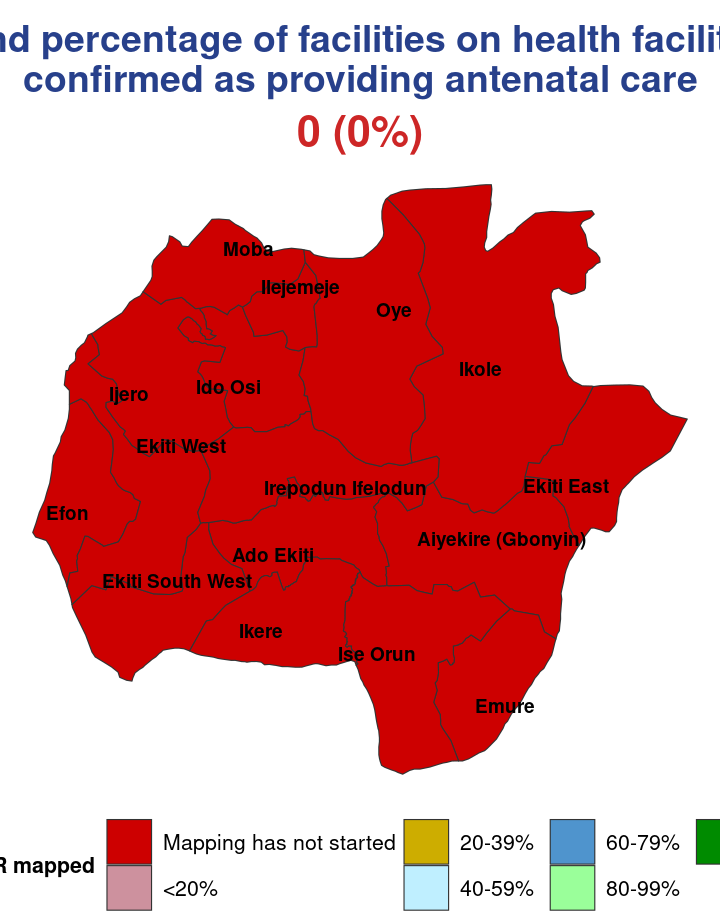 nd percentage of facilities on health facilit
confirmed as providing antenatal care
0 (0%)
Moba
Ilejemeje
Oye
Ikole
Ido Osi
Ijero
Ekiti West
Irepodun Ifelodun
Ekiti East
Efon
Aiyekire (Gbonyin)
Ado Ekiti
Ekiti South West
Ikere
Ise Orun
Emure
R mapped
Mapping has not started
<20%
20-39%
40-59%
60-79%
80-99%